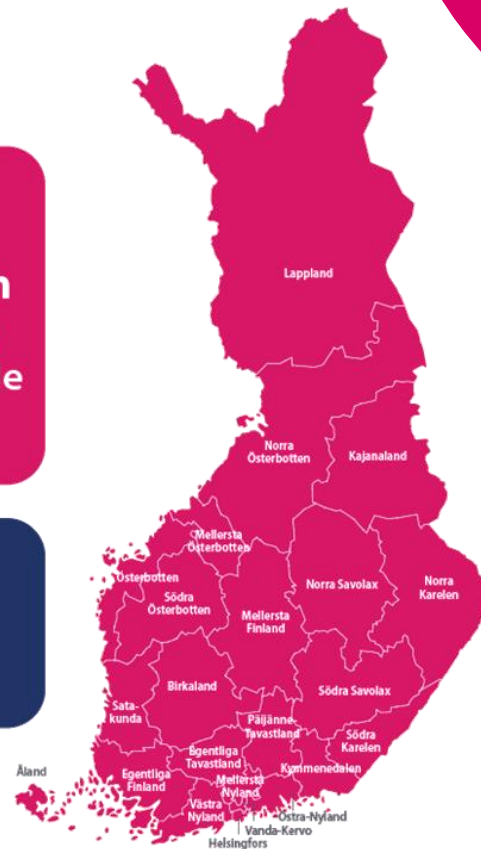 n
e
Lappland
Norra
Österbotten
Kajanaland
Mellersta
Österbotten
Österbotten
Södra
Österbotten
Norra Savolax
Norra
Karelen
Mellersta
Finland
Birkaland
Södra Savolax
Sata-
kunda
Päijänne-
Tavastland
Södra
Karelen
Egentliga
Tavastland
Kymmenedalen
Åland
Egentliga
Finland
Mellersta
Nyland
Västra
Nyland
Östra-Nyland
Vanda-Kervo
Helsingfors